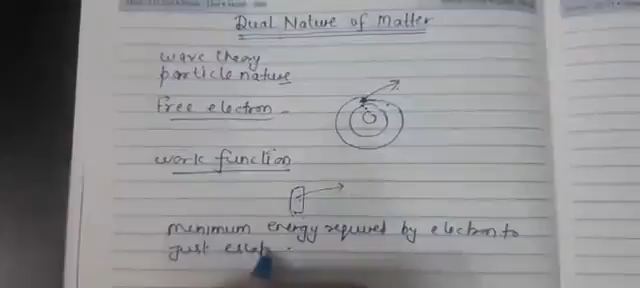 Dual Nature of Matter
wave theory
particle nature
Free electron
work function
minimum energy required by electron to
just